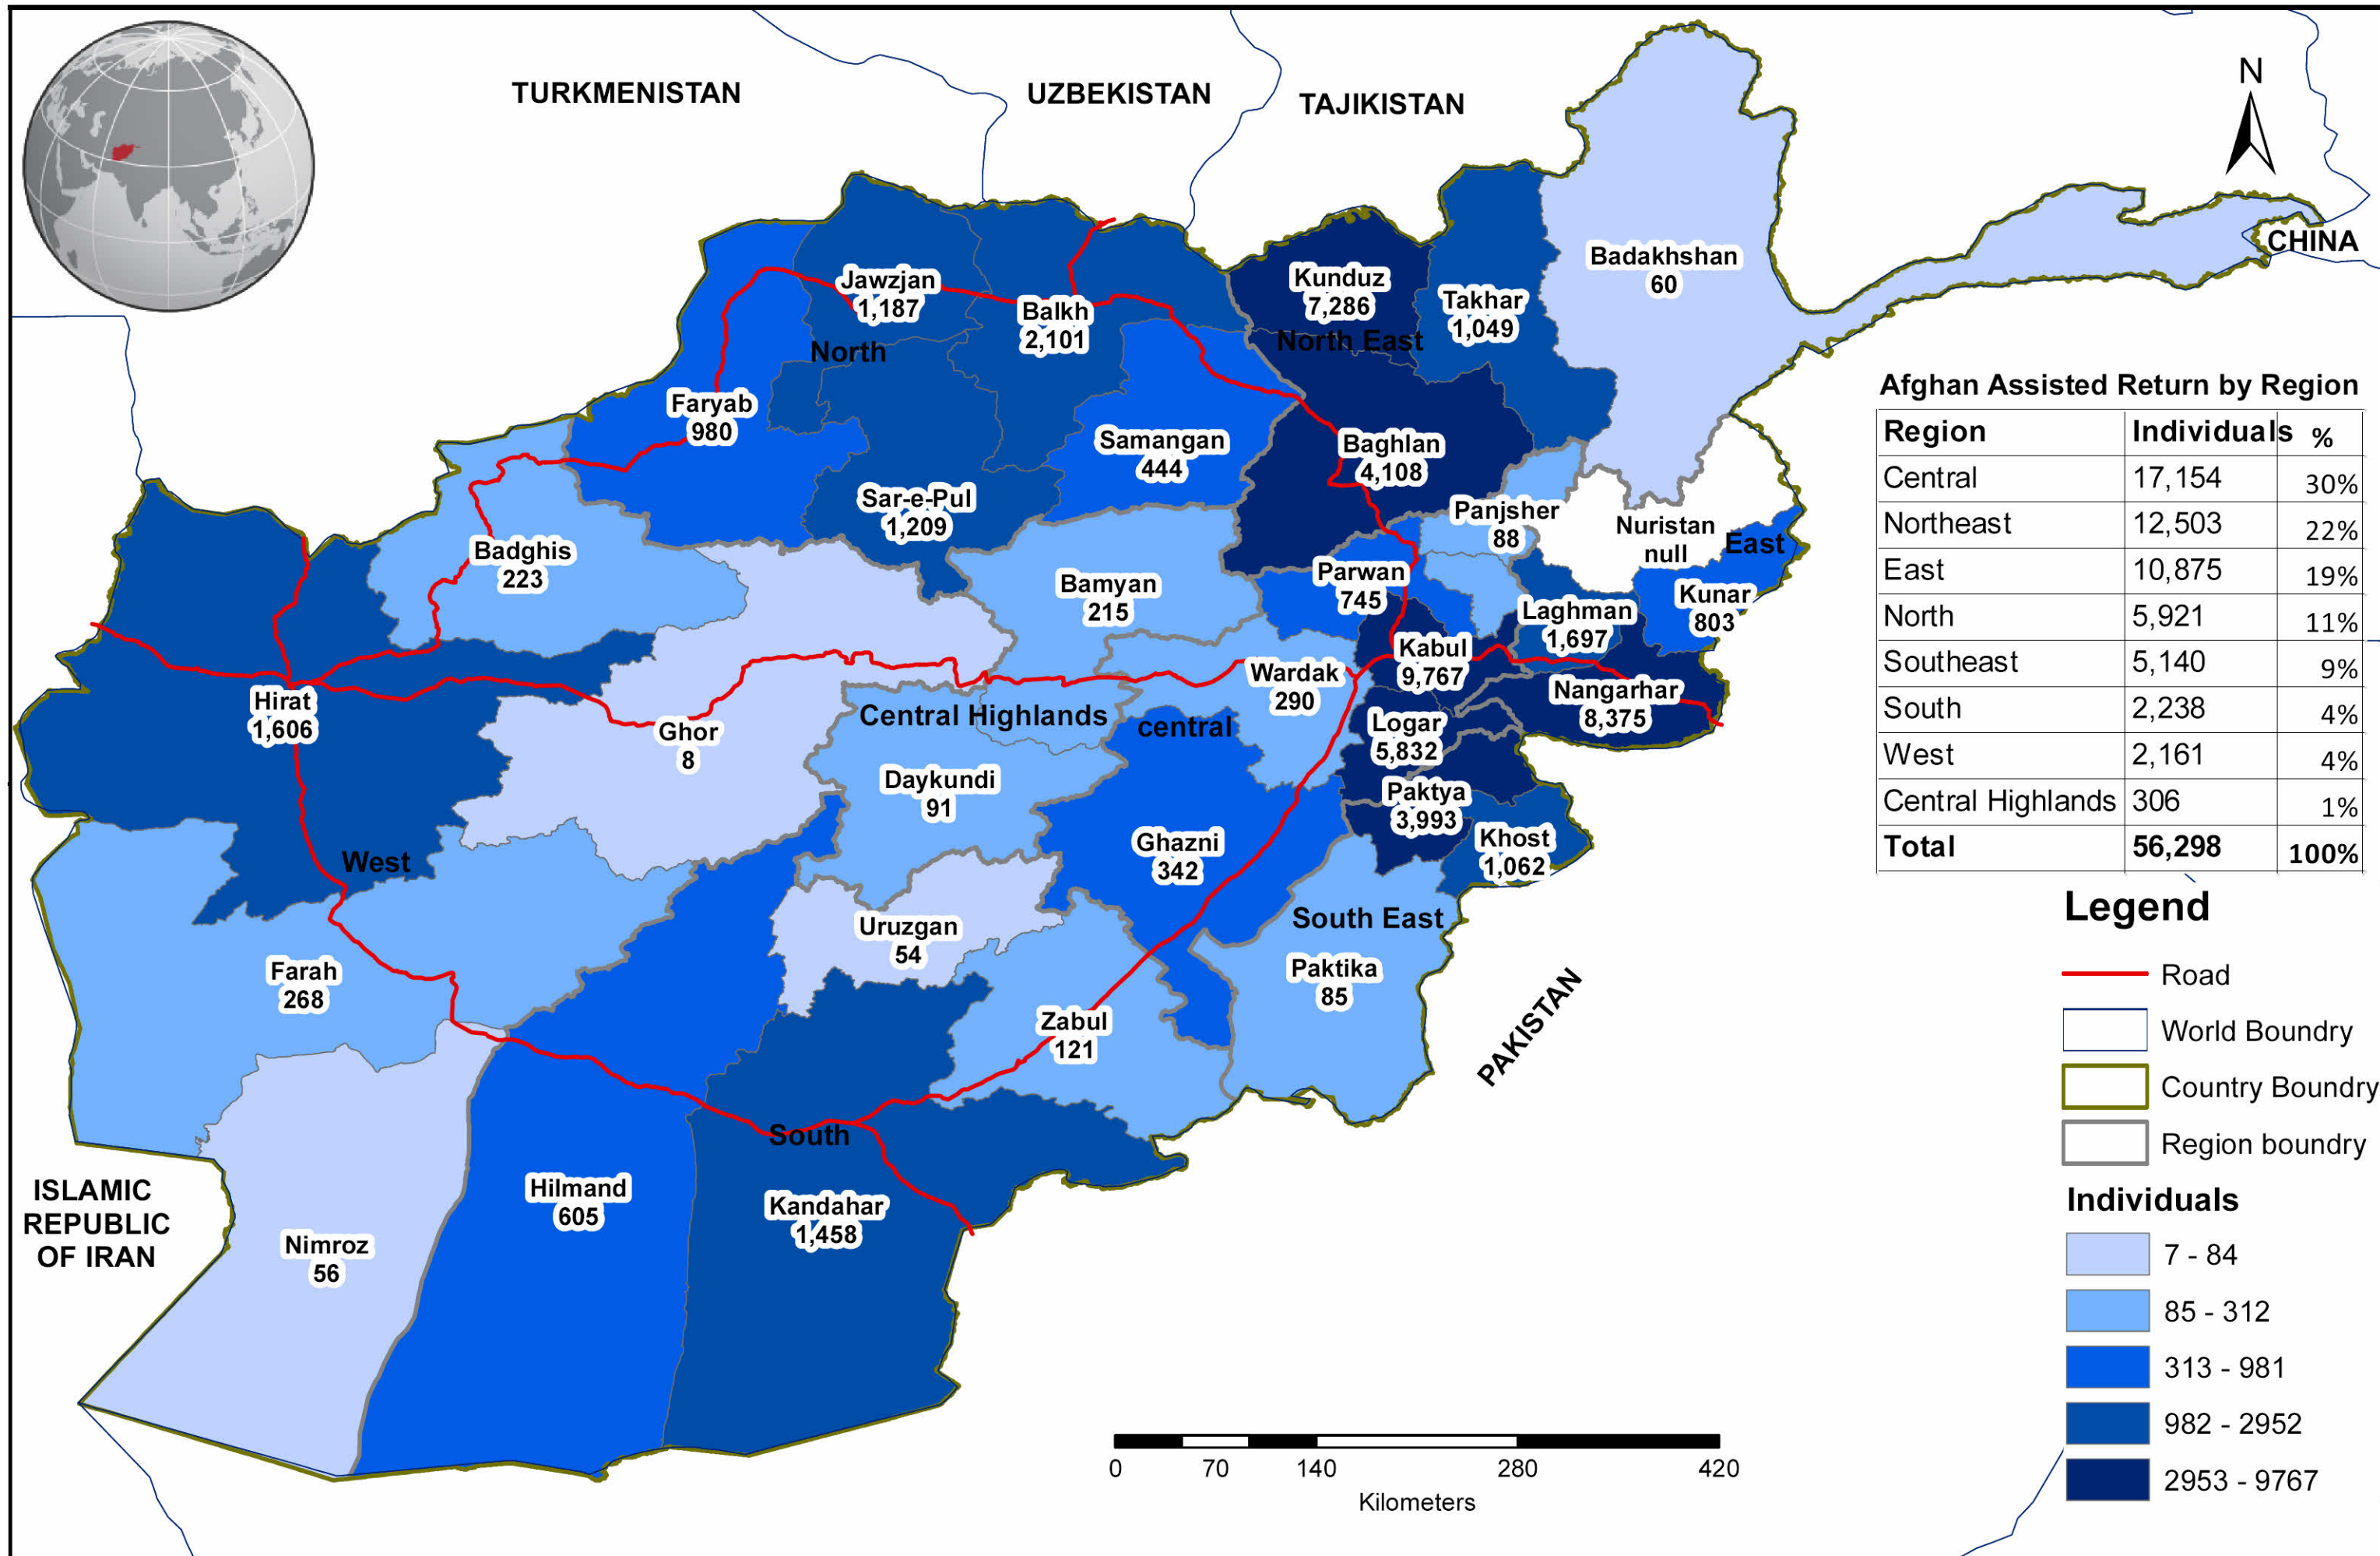 TURKMENISTAN
UZBEKISTAN
TAJIKISTAN
N
CHINA
Badakhshan
60
Kunduz
7,286
Takhar
1,049
North East
Jawzjan
1,187
Balkh
2,101
North
Faryab
980
Samangan
444
Baghlan
4,108
Sar-e-Pul
1,209
Panjsher
88
Nuristan
null
East
Badghis
223
Bamyan
215
Parwan
745
Laghman
1,697
Kunar
803
Kabul
9,767
Wardak
290
Nangarhar
8,375
Hirat
1,606
Ghor
8
Central Highlands
central
Logar
5,832
Daykundi
91
Paktya
3,993
Ghazni
342
Khost
1,062
West
Uruzgan
54
South East
Paktika
85
Farah
268
Zabul
121
PAKISTAN
South
Hilmand
605
Kandahar
1,458
Nimroz
56
ISLAMIC
REPUBLIC
OF IRAN
Afghan Assisted Return by Region
Region Individuals %
Central 17,154 30%
Northeast 12,503 22%
East 10,875 19%
North 5,921 11%
Southeast 5,140 9%
South 2,238 4%
West 2,161 4%
Central Highlands 306 1%
Total 56,298 100%
Legend
Road
World Boundry
Country Boundry
Region boundry
Individuals
7 - 84
85 - 312
313 - 981
982 - 2952
2953 - 9767
0 70 140 280 420
Kilometers